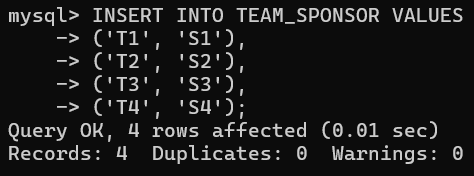 mysql> INSERT INTO TEAM_SPONSOR VALUES
    -> ('T1', 'S1'),
    -> ('T2', 'S2'),
    -> ('T3', 'S3'),
    -> ('T4', 'S4');
Query OK, 4 rows affected (0.01 sec)
Records: 4  Duplicates: 0  Warnings: 0